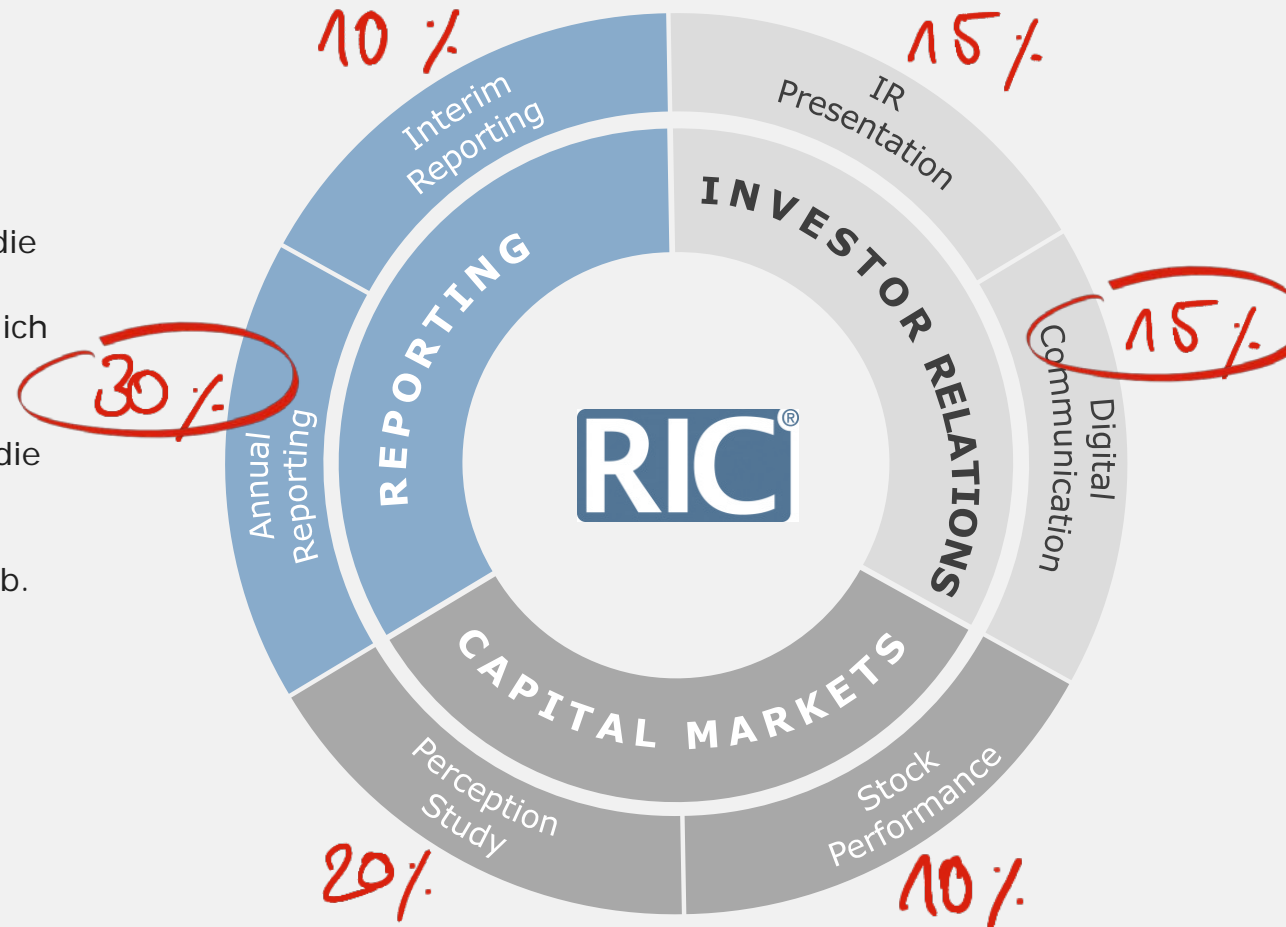 10 %
15 %
Interim
Reporting
IR
Presentation
INVESTOR RELATIONS
REPORTING
die
ich
30 %
15 %
Digital
Communication
Annual
Reporting
RIC®
die
b.
CAPITAL MARKETS
Perception
Study
Stock
Performance
20%
10 %